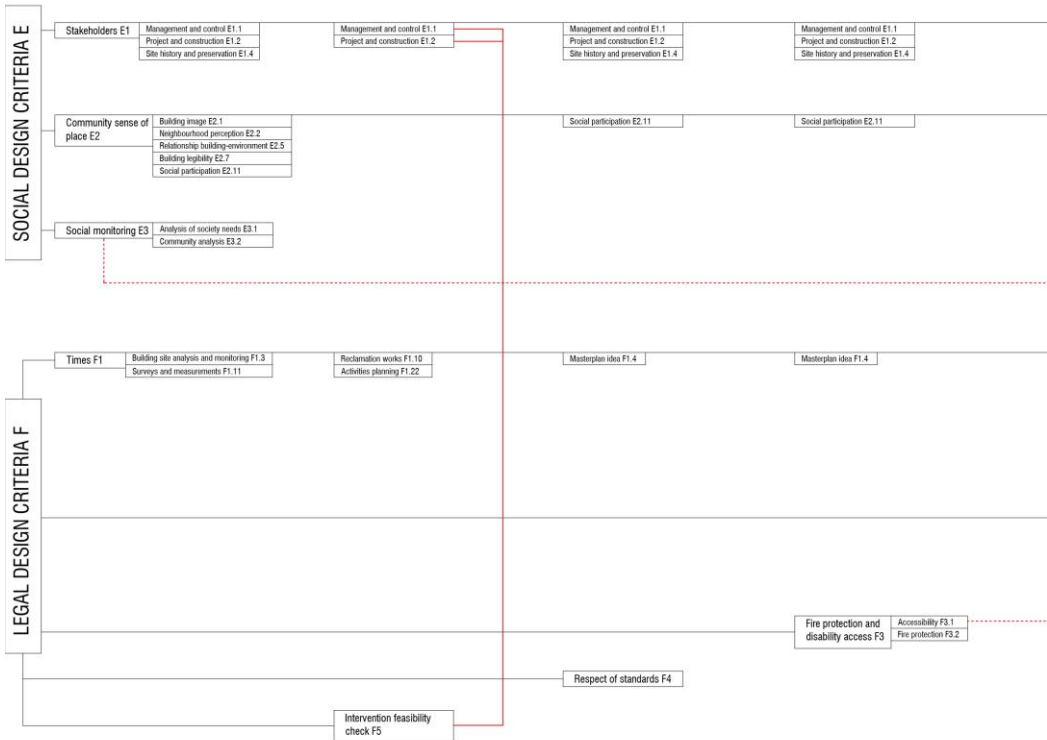 SOCIAL DESIGN CRITERIA E
Stakeholders E1
Management and control E1.1
Project and construction E1.2
Site history and preservation E1.4
Management and control E1.1
Project and construction E1.2
Management and control E1.1
Project and construction E1.2
Site history and preservation E1.4
Management and control E1.1
Project and construction E1.2
Site history and preservation E1.4
Community sense of
place E2
Building image E2.1
Neighbourhood perception E2.2
Relationship building-environment E2.5
Building legibility E2.7
Social participation E2.11
Social participation E2.11
Social participation E2.11
Social monitoring E3
Analysis of society needs E3.1
Community analysis E3.2
LEGAL DESIGN CRITERIA F
Times F1
Building site analysis and monitoring F1.3
Surveys and measurements F1.11
Reclamation works F1.10
Activities planning F1.22
Masterplan idea F1.4
Masterplan idea F1.4
Fire protection and
disability access F3
Accessibility F3.1
Fire protection F3.2
Respect of standards F4
Intervention feasibility
check F5